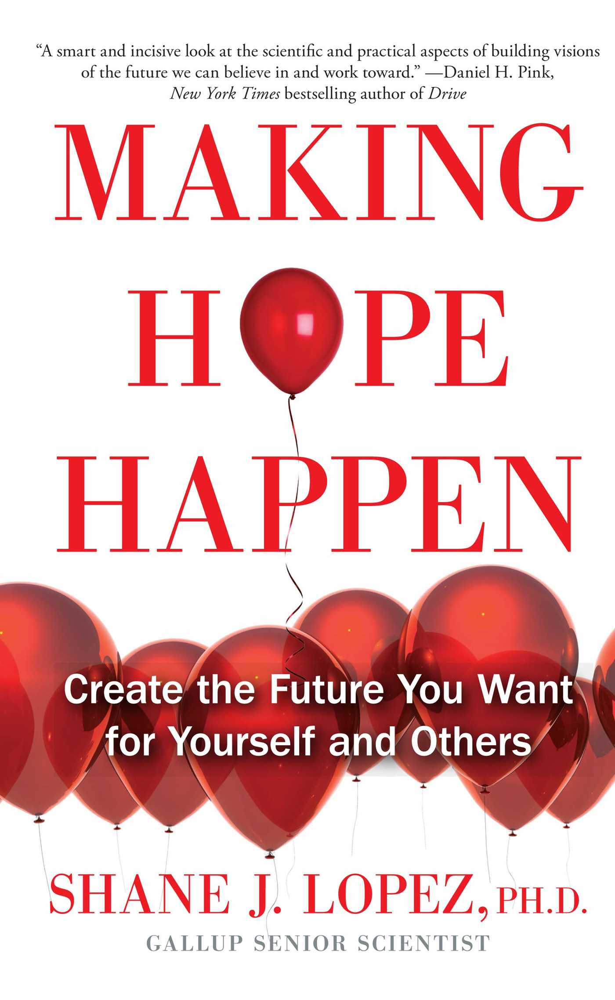 “A smart and incisive look at the scientific and practical aspects of building visions
of the future we can believe in and work toward.” —Daniel H. Pink,
New York Times bestselling author of Drive
MAKING
HOPE
HAPPEN
Create the Future You Want
for Yourself and Others
SHANE J. LOPEZ, PH.D.
GALLUP SENIOR SCIENTIST